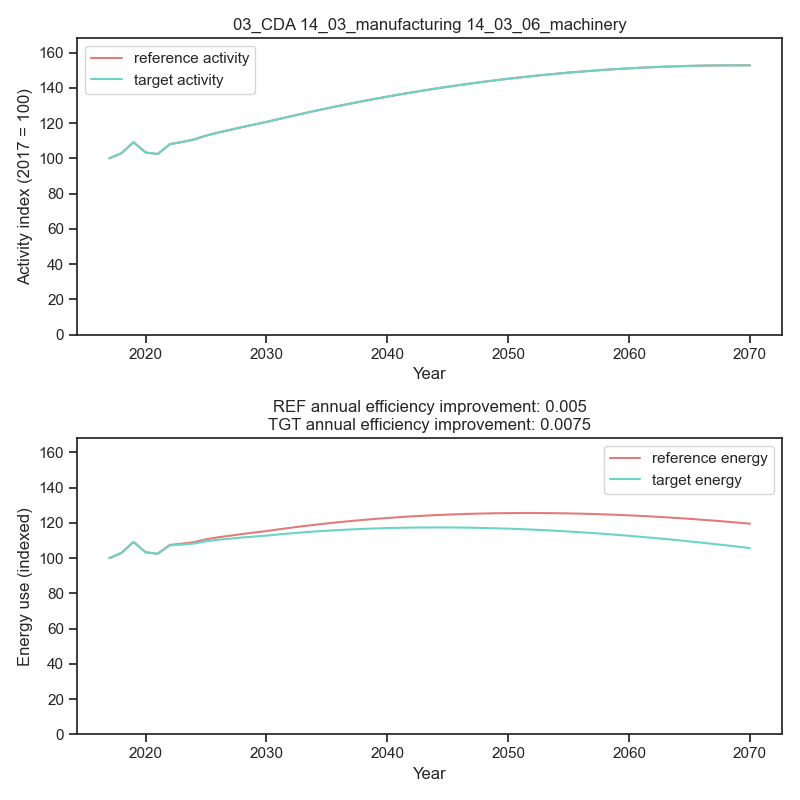 03_CDA 14_03_manufacturing 14_03_06_machinery
reference activity
target activity
160
140
120
100
80
60
40
20
0
Activity index (2017 = 100)
2020 2030 2040 2050 2060 2070
Year
REF annual efficiency improvement: 0.005
TGT annual efficiency improvement: 0.0075
reference energy
target energy
160
140
120
100
80
60
40
20
0
Energy use (indexed)
2020 2030 2040 2050 2060 2070
Year